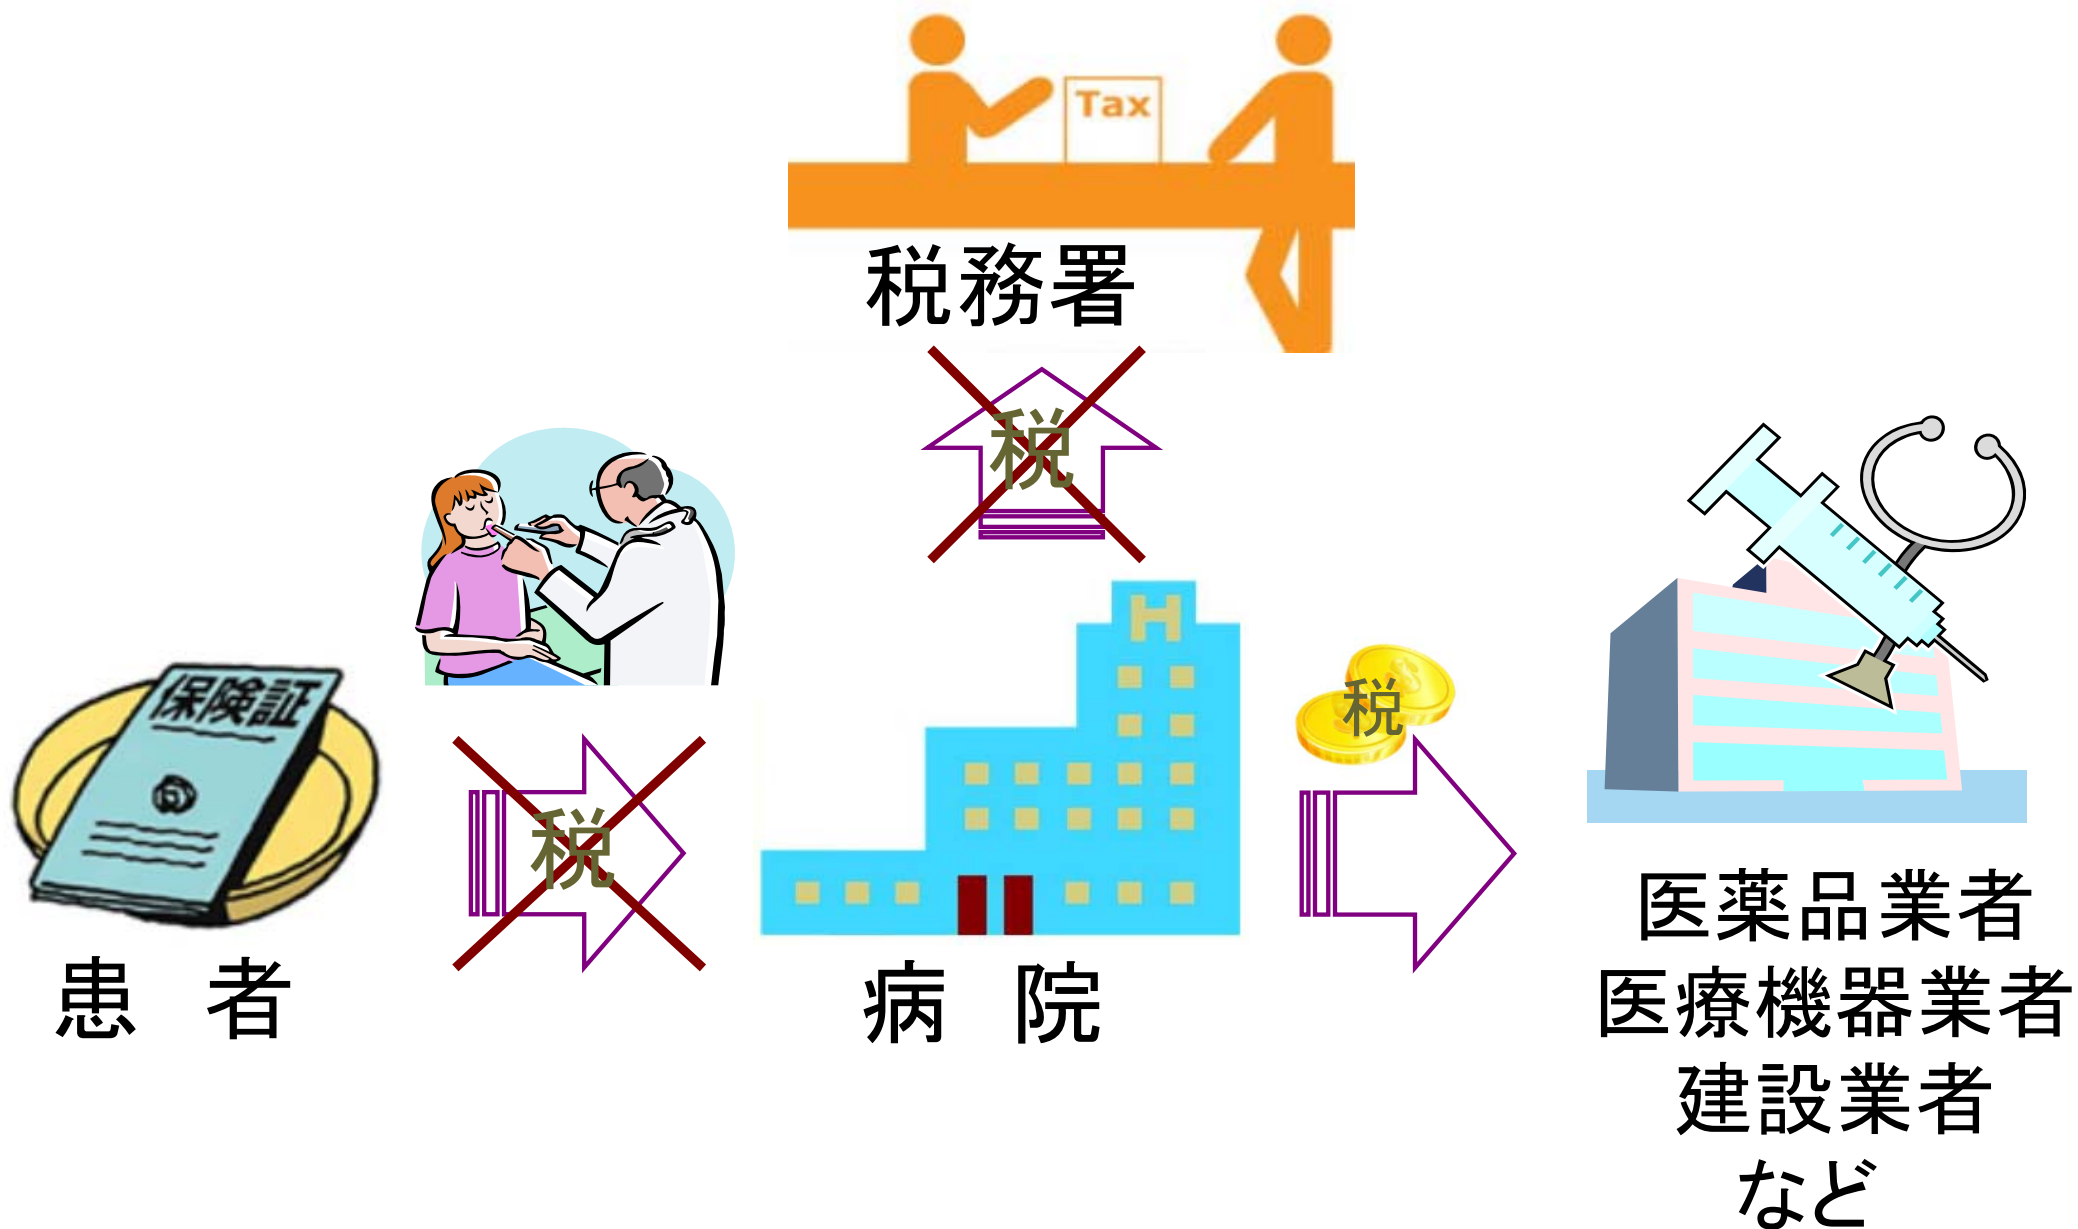 Tax
税務署
税
保険証
税
H
税
患 者
病 院
医薬品業者
医療機器業者
建設業者
など